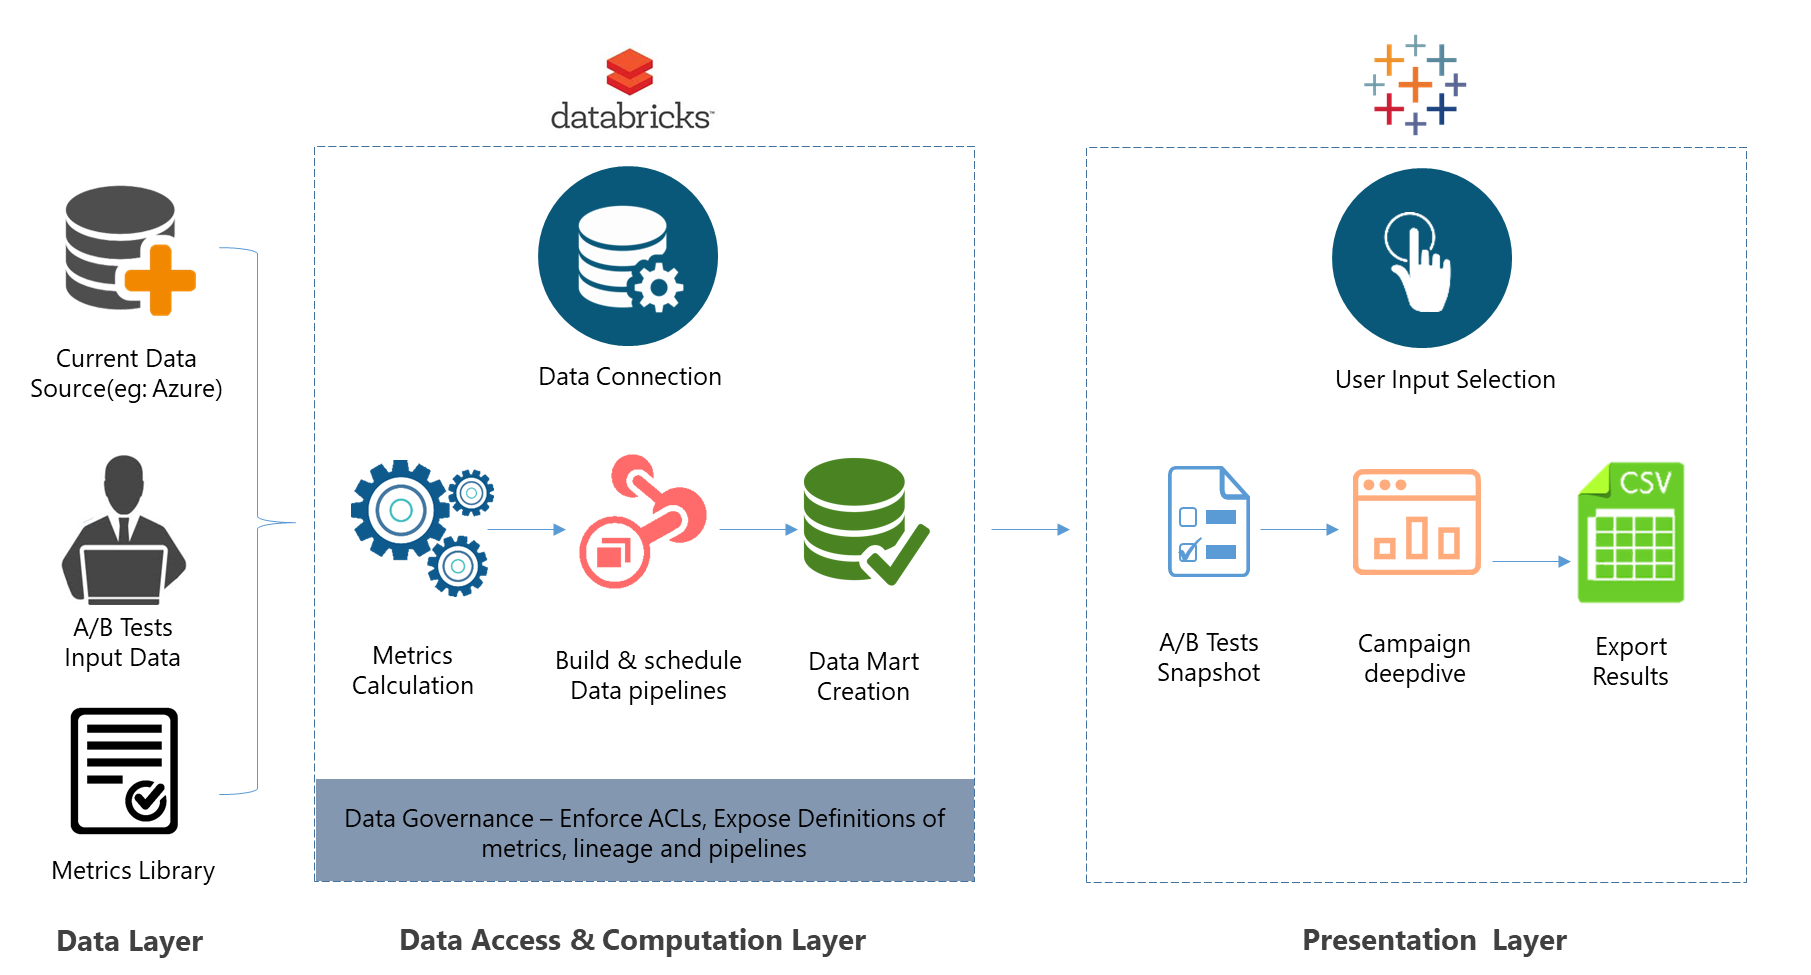 databricks™
Current Data
Source(eg: Azure)
A/B Tests
Input Data
Metrics Library
Data Layer
Data Connection
Metrics
Calculation
Build & schedule
Data pipelines
Data Mart
Creation
Data Governance – Enforce ACLs, Expose Definitions of
metrics, lineage and pipelines
Data Access & Computation Layer
User Input Selection
A/B Tests
Snapshot
Campaign
deepdive
CSV
Export
Results
Presentation Layer